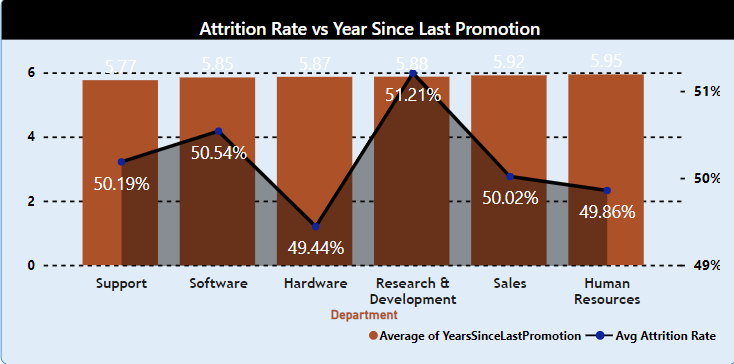 Attrition Rate vs Year Since Last Promotion
5.77 5.85 5.87 5.88 5.92 5.95
6
4
2
0
51%
50%
49%
50.19% 50.54% 49.44% 51.21% 50.02% 49.86%
Support Software Hardware Research & Sales Human
Development Resources
Department
Average of YearsSinceLastPromotion Avg Attrition Rate